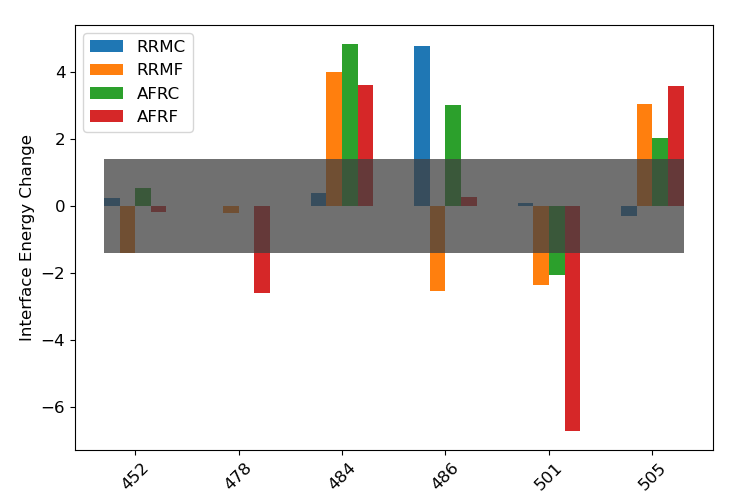 RRMC
RRMF
AFRC
AFRF
Interface Energy Change
4
2
0
−2
−4
−6
452
478
484
486
501
505